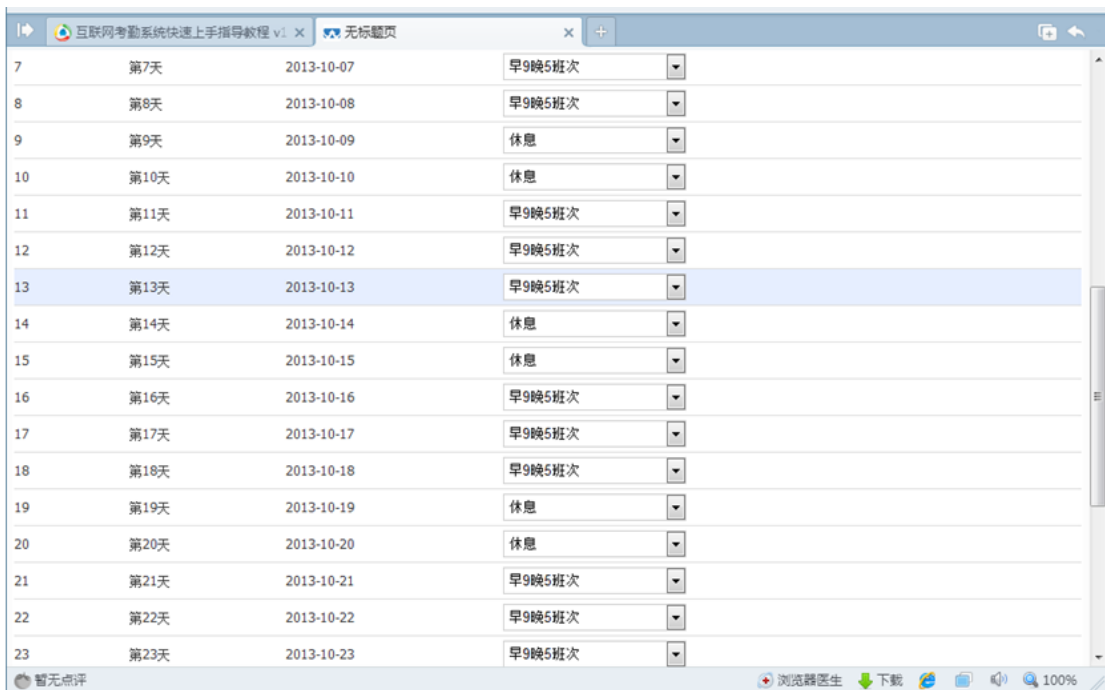 互联网考勤系统快速上手指导教程 v1 无标题页
7 第7天 2013-10-07 早9晚5班次
8 第8天 2013-10-08 早9晚5班次
9 第9天 2013-10-09 休息
10 第10天 2013-10-10 休息
11 第11天 2013-10-11 早9晚5班次
12 第12天 2013-10-12 早9晚5班次
13 第13天 2013-10-13 早9晚5班次
14 第14天 2013-10-14 休息
15 第15天 2013-10-15 休息
16 第16天 2013-10-16 早9晚5班次
17 第17天 2013-10-17 早9晚5班次
18 第18天 2013-10-18 早9晚5班次
19 第19天 2013-10-19 休息
20 第20天 2013-10-20 休息
21 第21天 2013-10-21 早9晚5班次
22 第22天 2013-10-22 早9晚5班次
23 第23天 2013-10-23 早9晚5班次
暂无点评 浏览器医生 下载 100%